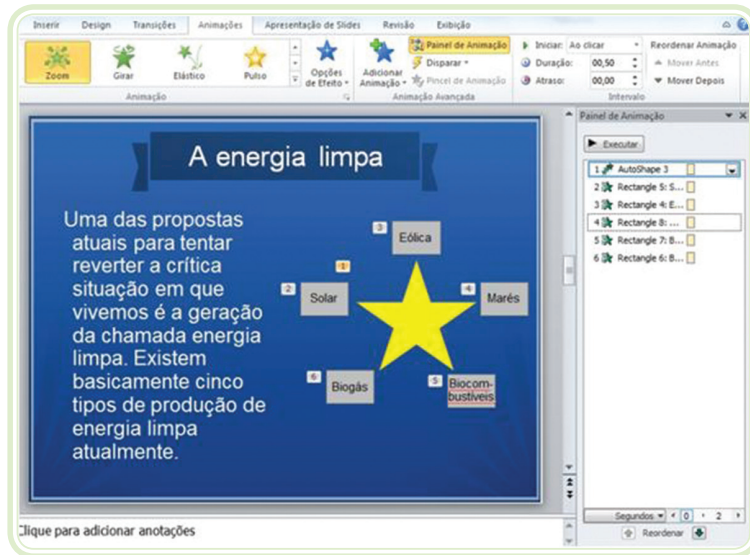 Inserir Design Transições Animações Apresentação de Slides Revisão Exibição
Zoom Girar Elástico Pulso
Opções de Efeito
Adicionar Animação
Painel de Animação
Disparar
Pincel de Animação
Iniciar: Ao clicar
Duração: 00,50
Atraso: 00,00
Reordenar Animação
Mover Antes
Mover Depois
Animação Animação Avançada Intervalo
A energia limpa
Uma das propostas
atuais para tentar
reverter a crítica
situação em que
vivemos é a geração
da chamada energia
limpa. Existem
basicamente cinco
tipos de produção de
energia limpa
atualmente.
3 Eólica
1
2 Solar
4 Marés
6 Biogás
5 Biocom-
bustíveis
Clique para adicionar anotações
Painel de Animação
Executar
1 AutoShape 3
2 Rectangle 5: S...
3 Rectangle 4: E...
4 Rectangle 8: ...
5 Rectangle 7: B...
6 Rectangle 6: B...
Segundos 0 2
Reordenar